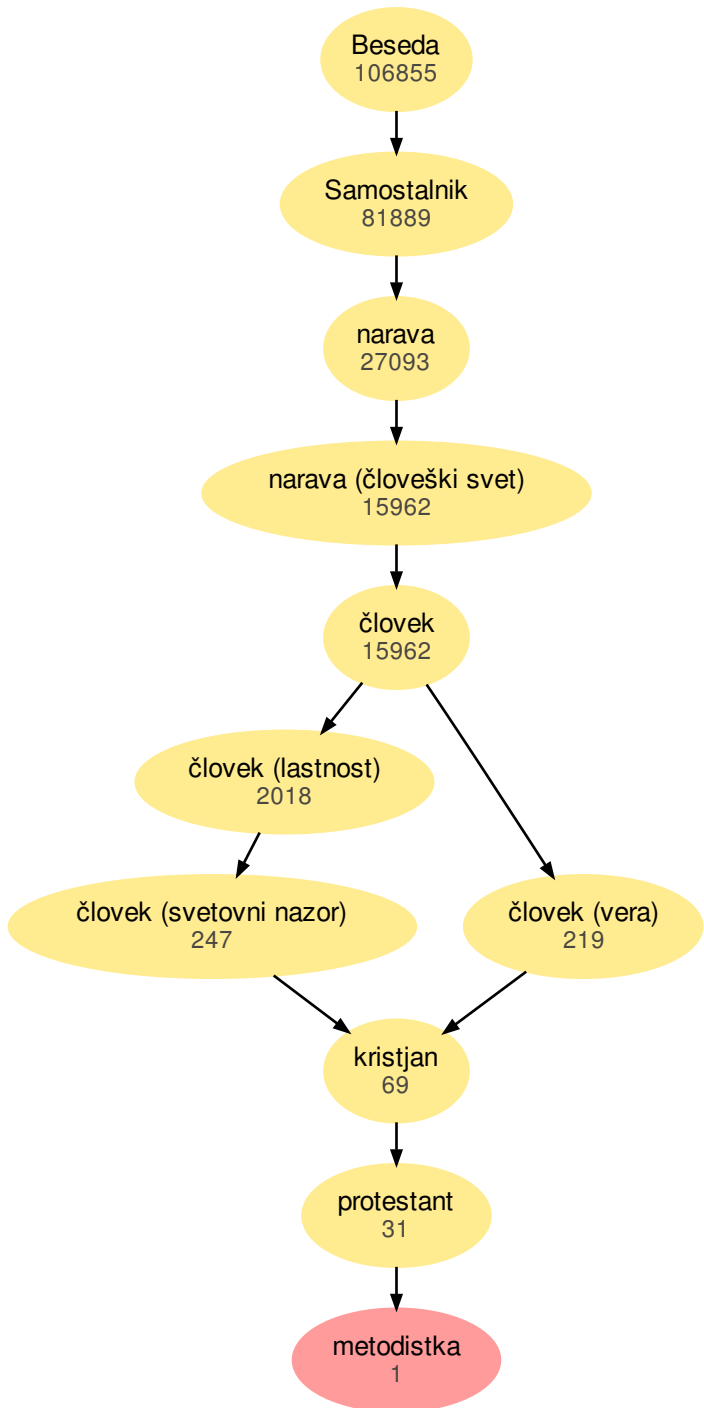 Beseda
106855
Samostalnik
81889
narava
27093
narava (človeški svet)
15962
človek
15962
človek (lastnost)
2018
človek (svetovni nazor)
247
človek (vera)
219
kristjan
69
protestant
31
metodistka
1